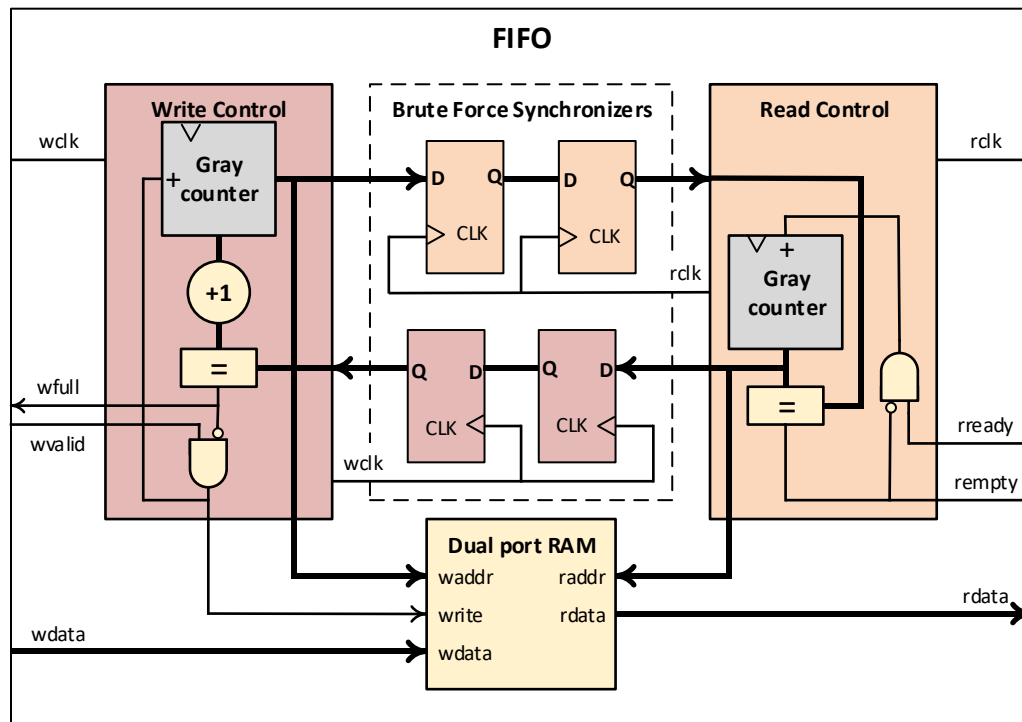 FIFO
Write Control
Brute Force Synchronizers
Read Control
wclk
rclk
Gray
counter
+
D
Q
D
Q
CLK
CLK
rclk
+
Gray
counter
+1
=
Q
D
Q
D
CLK
CLK
=
wfull
wvalid
wclk
rready
rempty
Dual port RAM
waddr
raddr
write
rdata
wdata
rdata
wdata